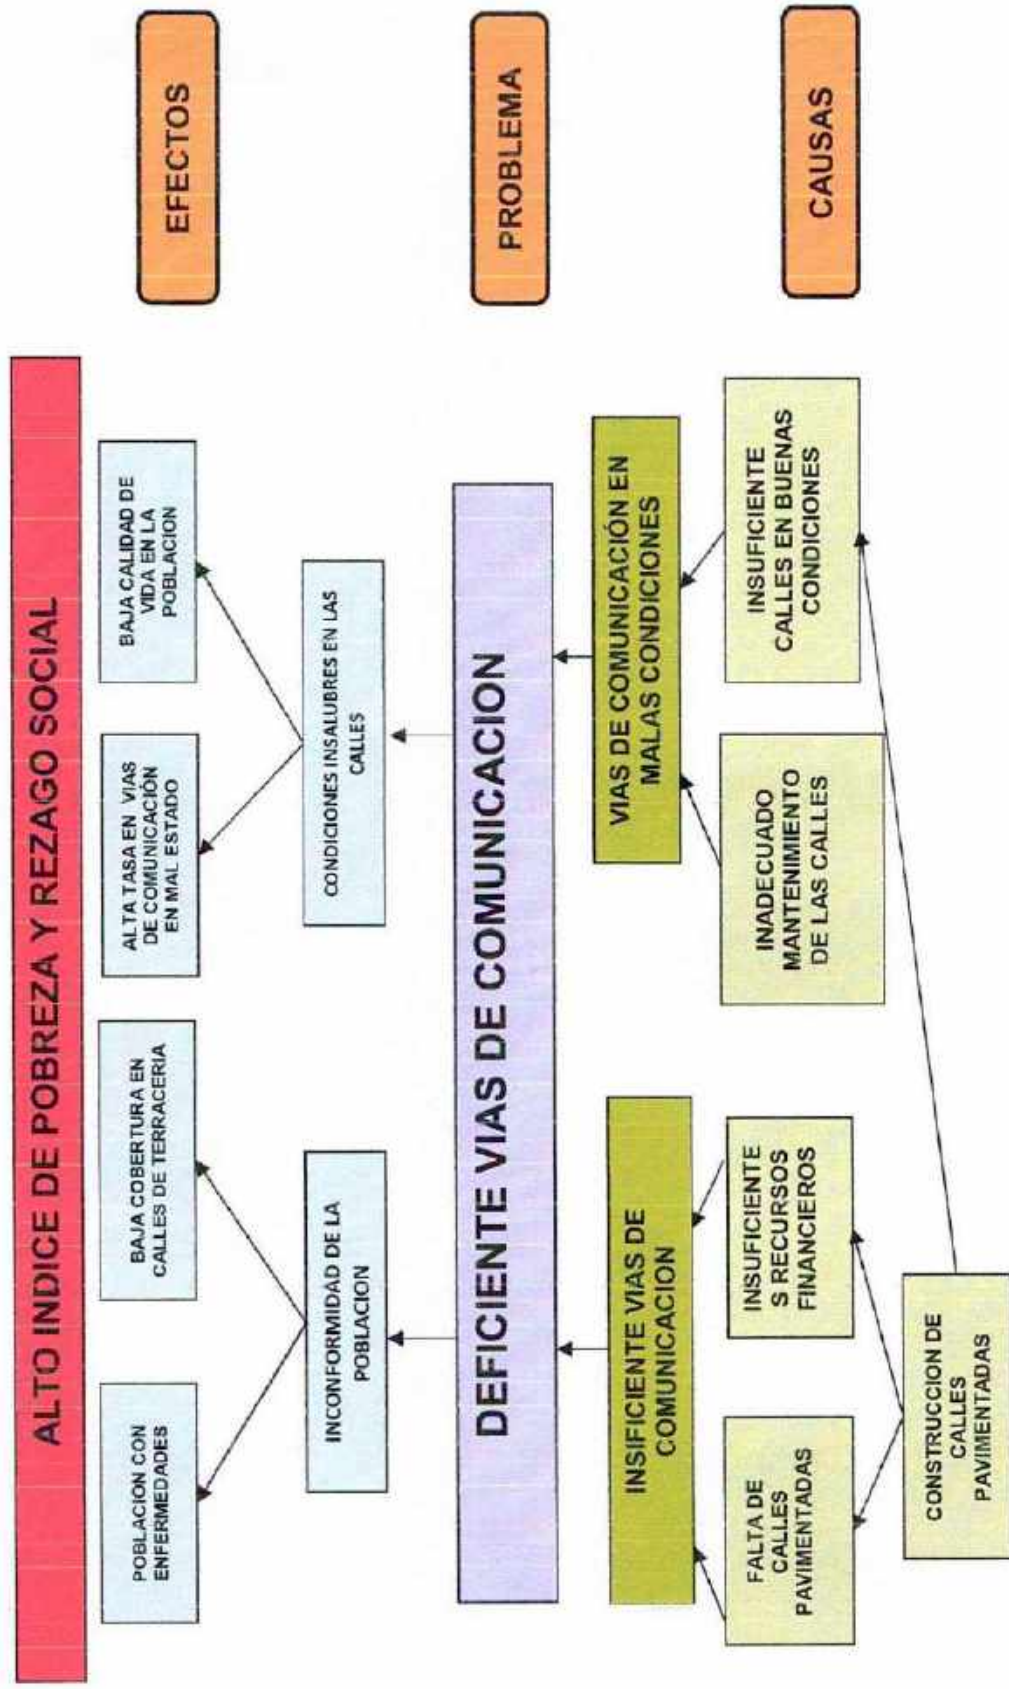 ALTO INDICE DE POBREZA Y REZAGO SOCIAL
POBLACION CON
ENFERMEDADES
BAJA COBERTURA EN
CALLES DE TERRACERIA
ALTA TASA EN VIAS
DE COMUNICACIÓN
EN MAL ESTADO
BAJA CALIDAD DE
VIDA EN LA
POBLACION
EFECTOS
INCONFORMIDAD DE LA
POBLACION
CONDICIONES INSALUBRES EN LAS
CALLES
DEFICIENTE VIAS DE COMUNICACION
PROBLEMA
INSIFICIENTE VIAS DE
COMUNICACION
VIAS DE COMUNICACIÓN EN
MALAS CONDICIONES
FALTA DE
CALLES
PAVIMENTADAS
INSUFICIENTE
S RECURSOS
FINANCIEROS
INADECUADO
MANTENIMIENTO
DE LAS CALLES
INSUFICIENTE
CALLES EN BUENAS
CONDICIONES
CAUSAS
CONSTRUCCION DE
CALLES
PAVIMENTADAS